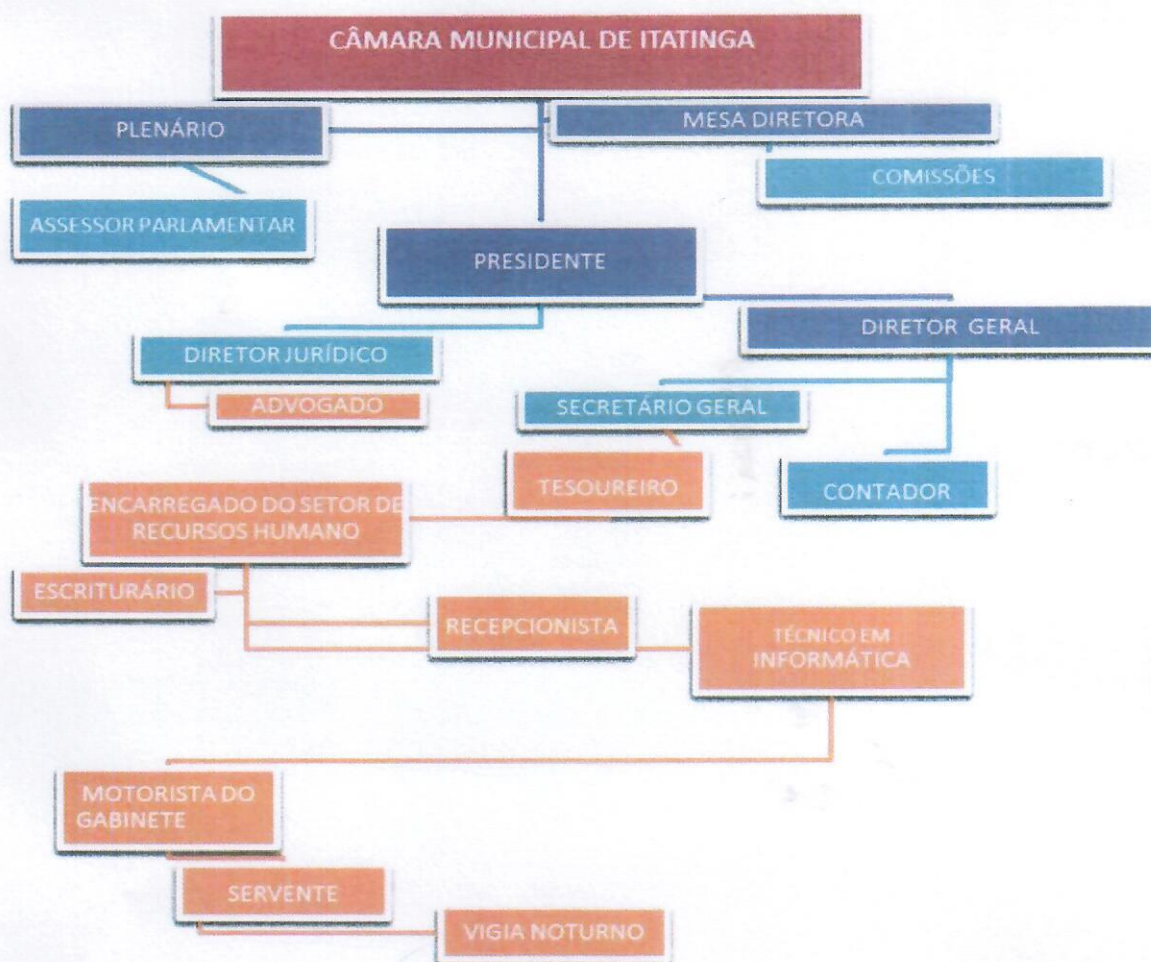 CÂMARA MUNICIPAL DE ITATINGA
PLENÁRIO
MESA DIRETORA
COMISSÕES
ASSESSOR PARLAMENTAR
PRESIDENTE
DIRETOR GERAL
DIRETOR JURÍDICO
ADVOGADO
SECRETÁRIO GERAL
TESOUREIRO
CONTADOR
ENCARREGADO DO SETOR DE
RECURSOS HUMANO
ESCRITURÁRIO
RECEPCIONISTA
TÉCNICO EM
INFORMÁTICA
MOTORISTA DO
GABINETE
SERVENTE
VIGIA NOTURNO